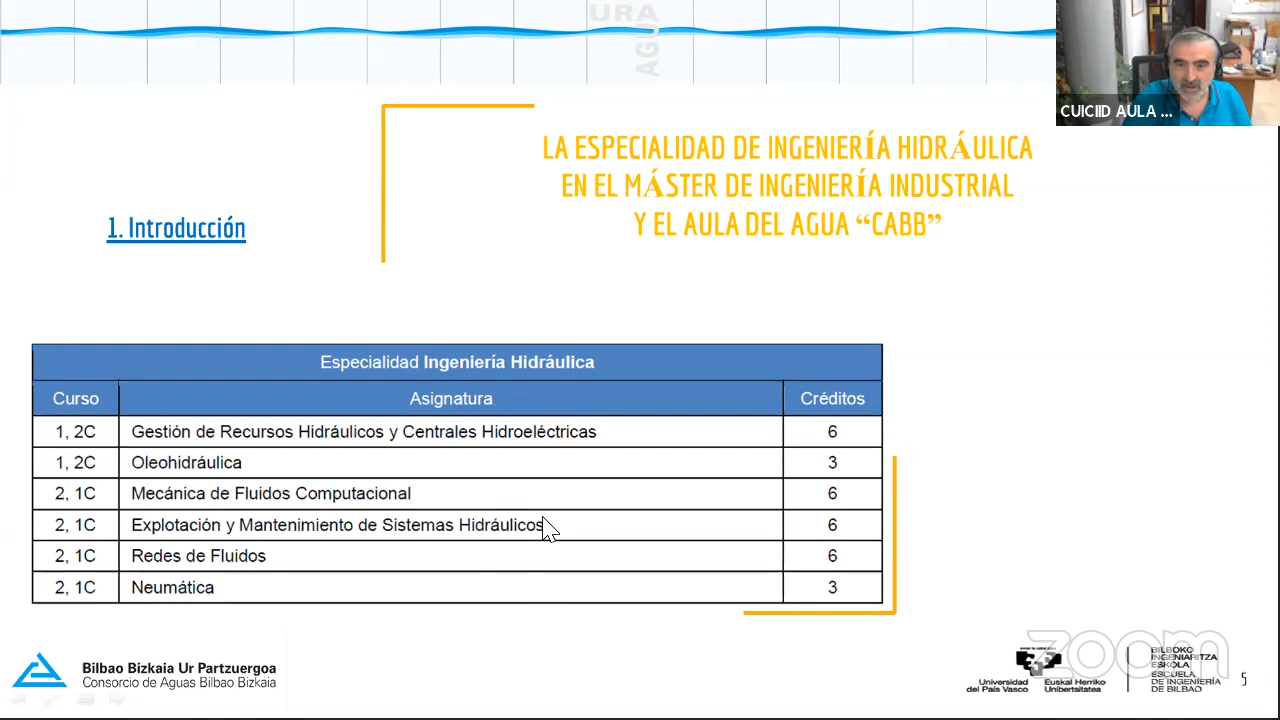 URA
AGU
CUICIID AULA ...
LA ESPECIALIDAD DE INGENIERÍA HIDRÁULICA
EN EL MÁSTER DE INGENIERÍA INDUSTRIAL
Y EL AULA DEL AGUA “CABB”
1. Introducción
Especialidad Ingeniería Hidráulica
Curso Asignatura Créditos
1, 2C Gestión de Recursos Hidráulicos y Centrales Hidroeléctricas 6
1, 2C Oleohidráulica 3
2, 1C Mecánica de Fluidos Computacional 6
2, 1C Explotación y Mantenimiento de Sistemas Hidráulicos 6
2, 1C Redes de Fluidos 6
2, 1C Neumática 3
Bilbao Bizkaia Ur Partzuergoa
Consorcio de Aguas Bilbao Bizkaia
zoom
Universidad Euskal Herriko
del País Vasco Unibertsitatea
BILBOKO
INGENIARITZA
ESKOLA
ESCUELA
DE INGENIERÍA
DE BILBAO
5